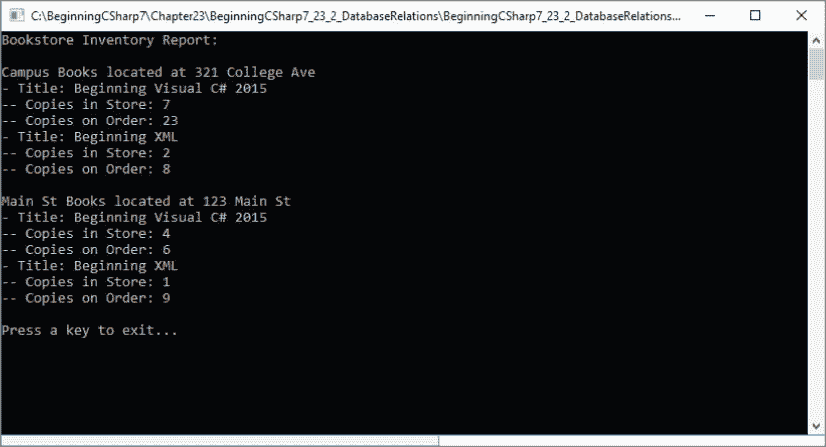 C:\BeginningCSharp7\Chapter23\BeginningCSharp7_23_2_DatabaseRelations\BeginningCSharp7_23_2_DatabaseRelations...
Bookstore Inventory Report:
Campus Books located at 321 College Ave
- Title: Beginning Visual C# 2015
-- Copies in Store: 7
-- Copies on Order: 23
- Title: Beginning XML
-- Copies in Store: 2
-- Copies on Order: 8
Main St Books located at 123 Main St
- Title: Beginning Visual C# 2015
-- Copies in Store: 4
-- Copies on Order: 6
- Title: Beginning XML
-- Copies in Store: 1
-- Copies on Order: 9
Press a key to exit...